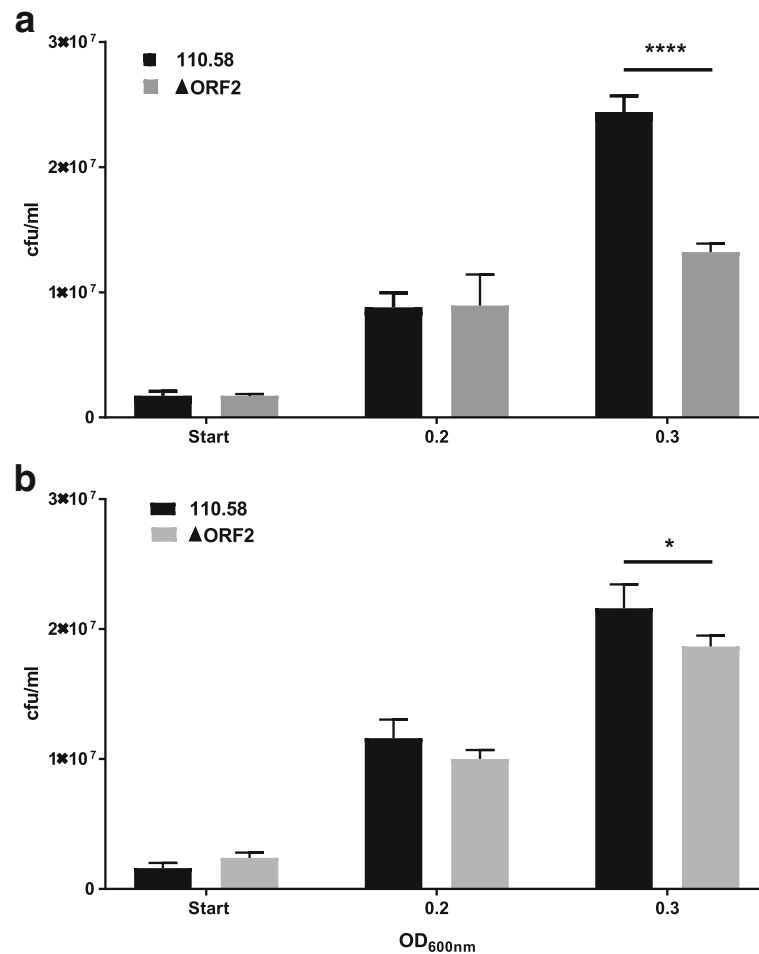 a
3✖10⁷
110.58
▲ORF2
****
2✖10⁷
cfu/ml
1✖10⁷
0
Start 0.2 0.3
b
3✖10⁷
110.58
▲ORF2
*
2✖10⁷
cfu/ml
1✖10⁷
0
Start 0.2 0.3
OD600nm